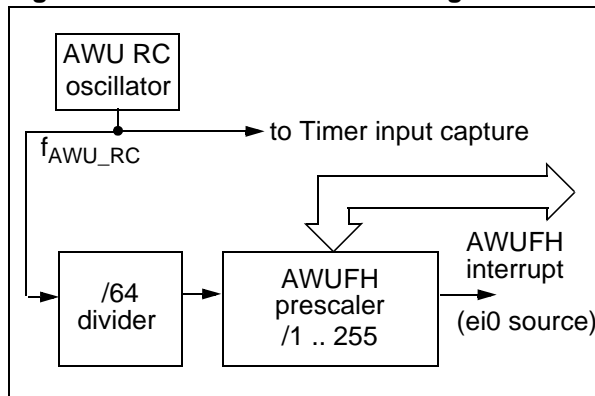 AWU RC
oscillator
to Timer input capture
fAWU_RC
AWUFH
interrupt
/64
divider
AWUFH
prescaler
/1 .. 255
(ei0 source)